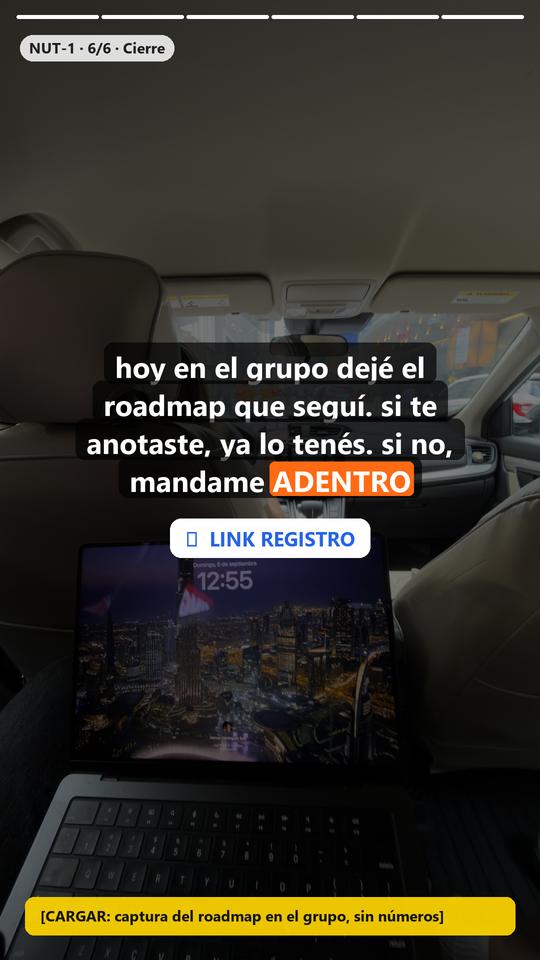 NUT-1 · 6/6 · Cierre
hoy en el grupo dejé el
roadmap que seguí. si te
anotaste, ya lo tenés. si no,
mandame ADENTRO
LINK REGISTRO
Domingo, 6 de septiembre
12:55
[CARGAR: captura del roadmap en el grupo, sin números]